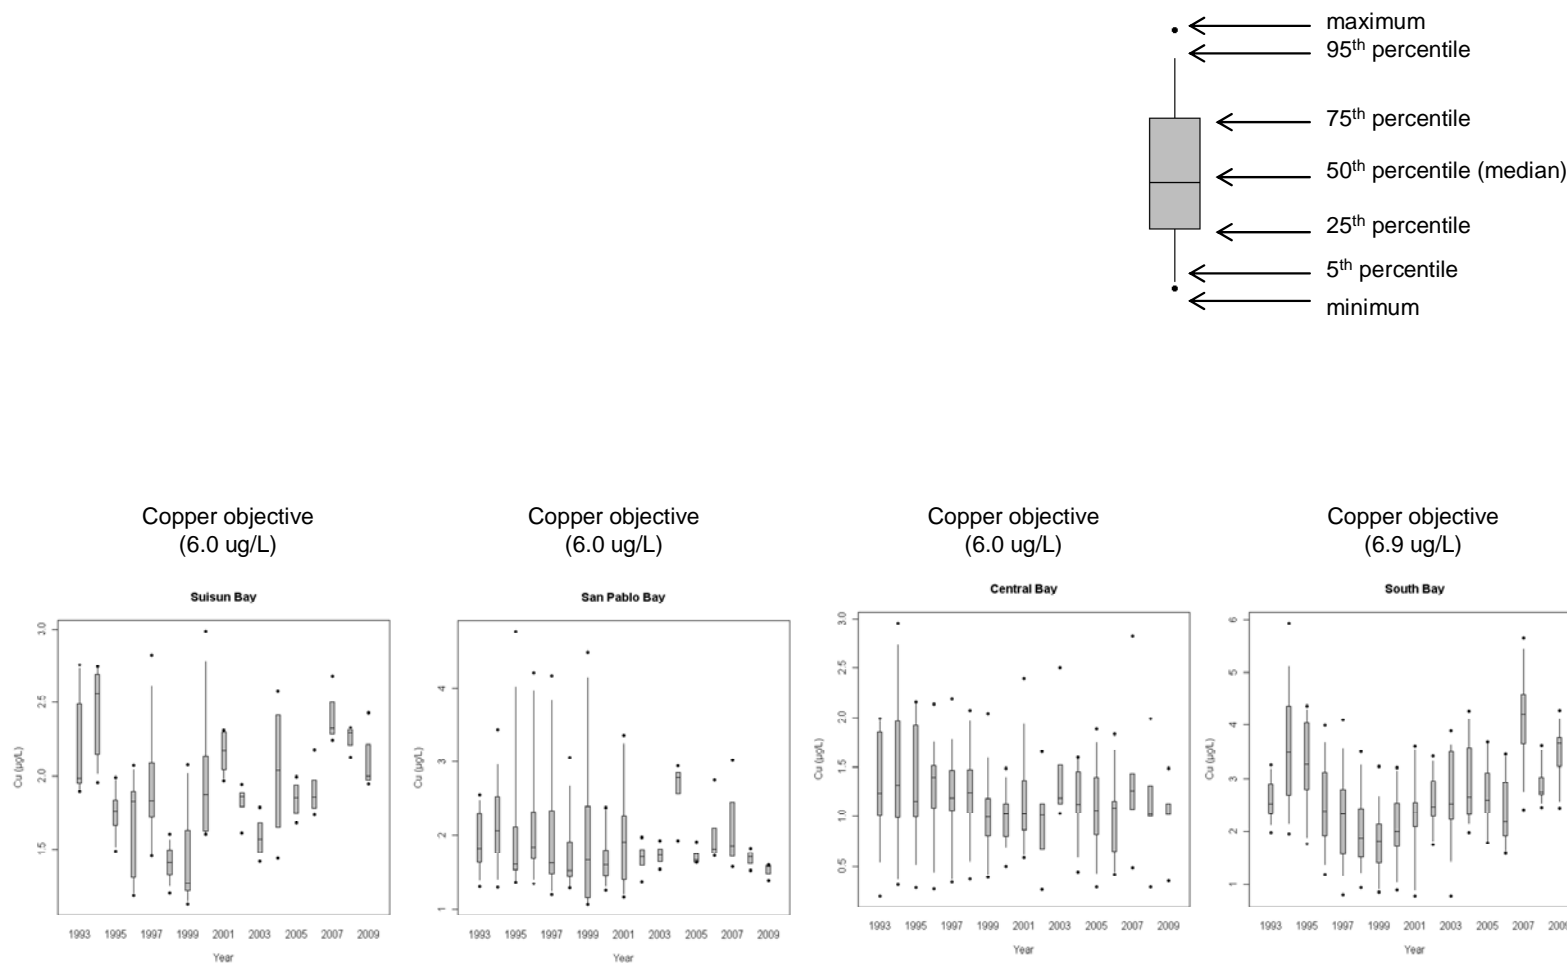 maximum
95th percentile
75th percentile
50th percentile (median)
25th percentile
5th percentile
minimum
Copper objective
(6.0 ug/L)
Copper objective
(6.0 ug/L)
Copper objective
(6.0 ug/L)
Copper objective
(6.9 ug/L)
Suisun Bay
3.0
2.5
2.0
1.5
Cu (µg/L)
1993 1995 1997 1999 2001 2003 2005 2007 2009
Year
San Pablo Bay
4
3
2
1
Cu (µg/L)
1993 1995 1997 1999 2001 2003 2005 2007 2009
Year
Central Bay
3.0
2.5
2.0
1.5
1.0
0.5
Cu (µg/L)
1993 1995 1997 1999 2001 2003 2005 2007 2009
Year
South Bay
6
5
4
3
2
1
Cu (µg/L)
1993 1995 1997 1999 2001 2003 2005 2007 2009
Year